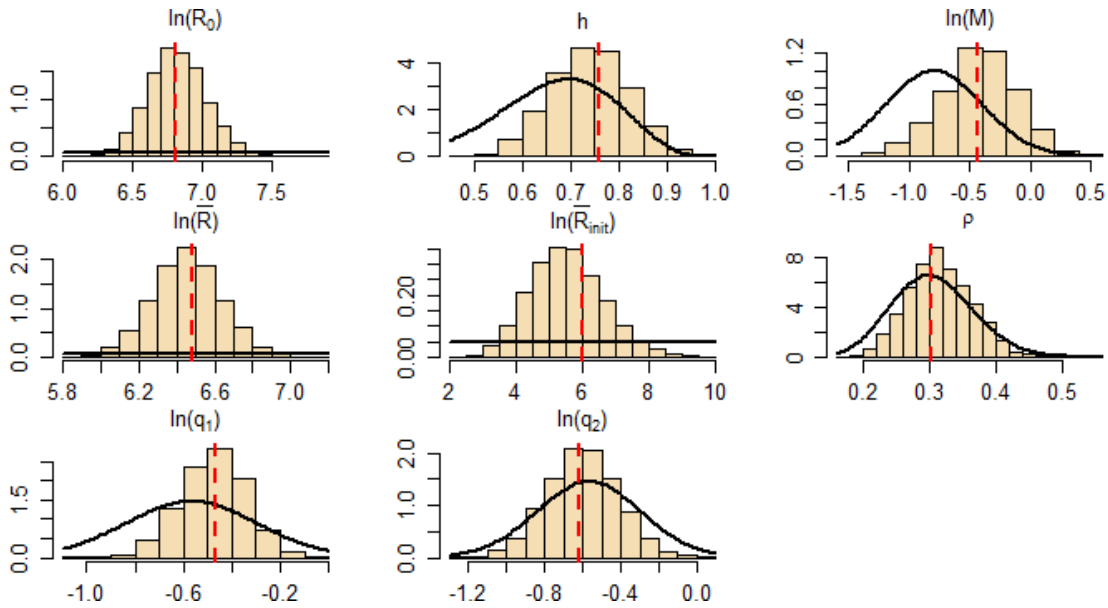 ln(R₀)
h
ln(M)
0.0 1.0
6.0 6.5 7.0 7.5
0 2 4
0.5 0.6 0.7 0.8 0.9 1.0
0.0 0.6 1.2
-1.5 -1.0 -0.5 0.0 0.5
ln(R̅)
ln(R̅init)
ρ
0.0 1.0 2.0
5.8 6.2 6.6 7.0
0.00 0.20
2 4 6 8 10
0 4 8
0.2 0.3 0.4 0.5
ln(q₁)
ln(q₂)
0.0 1.5
-1.0 -0.6 -0.2
0.0 1.0 2.0
-1.2 -0.8 -0.4 0.0